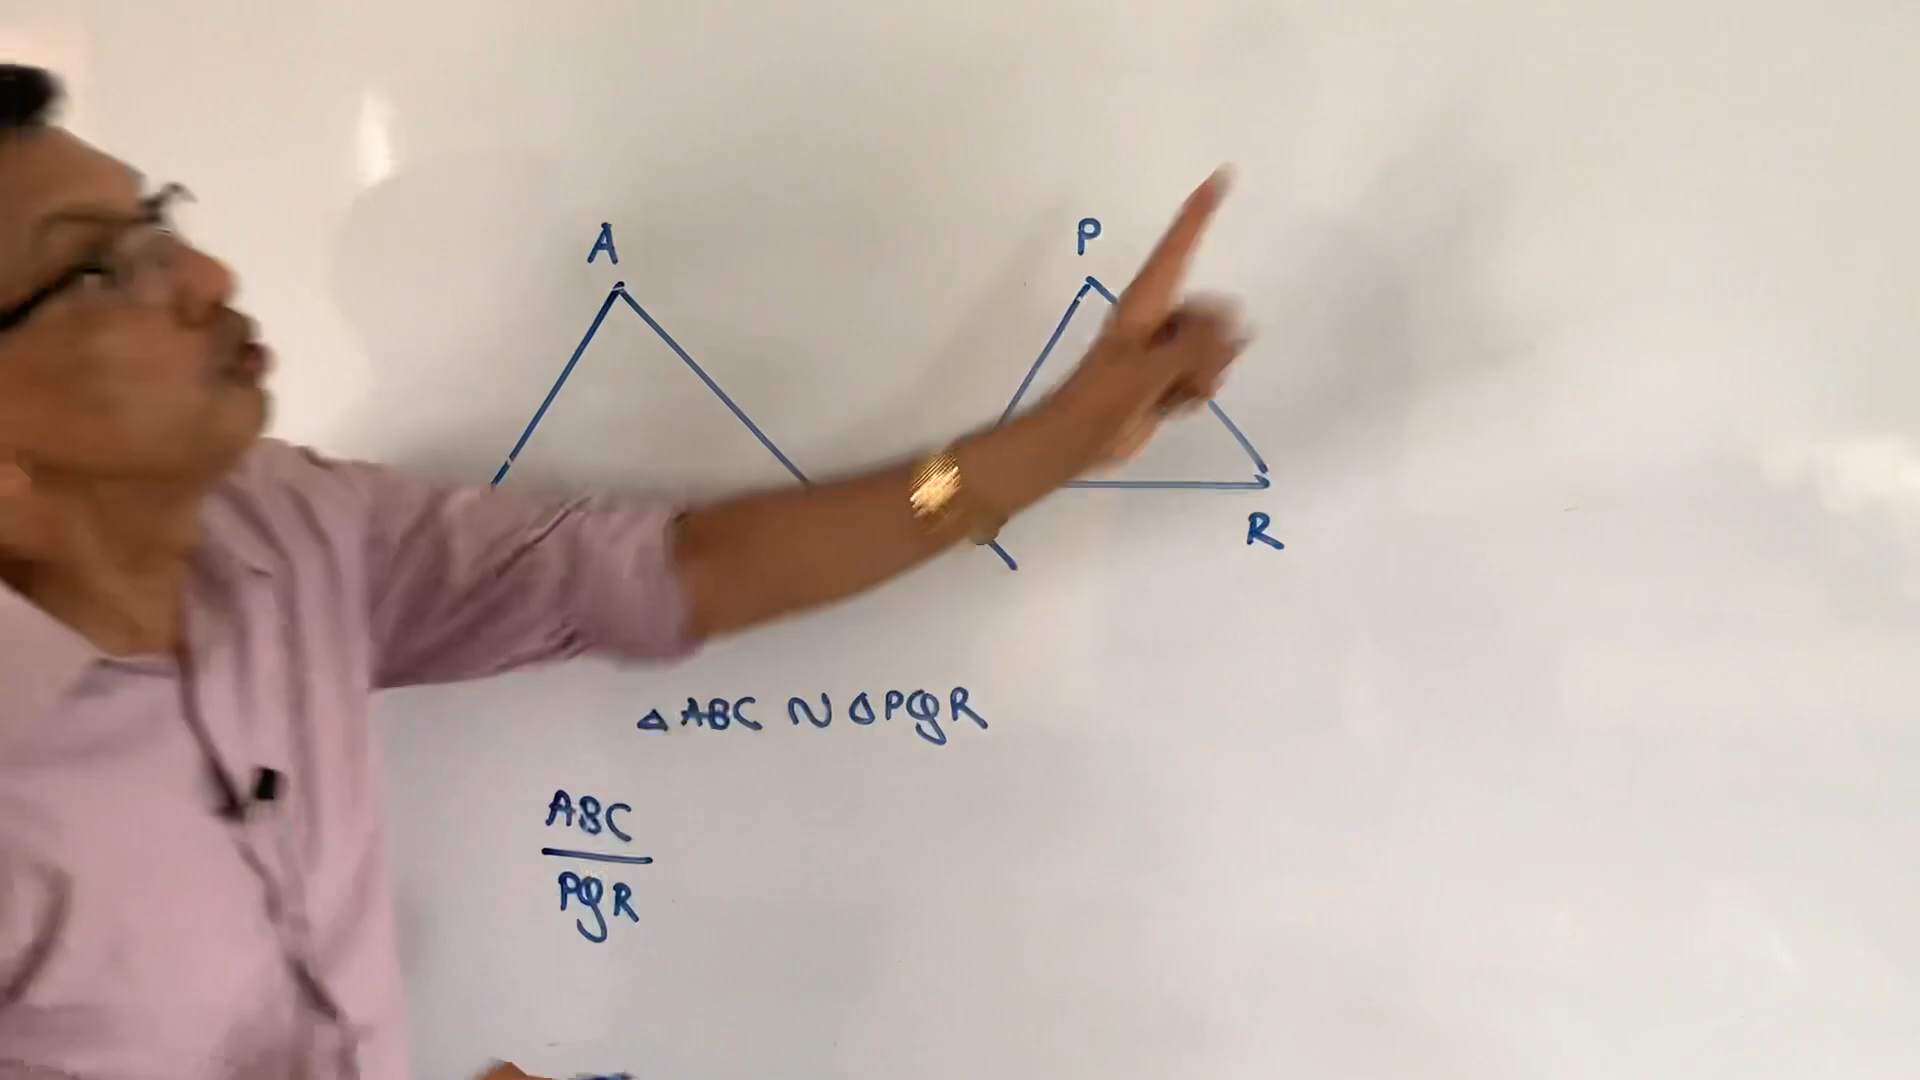 A
P
R
△ ABC ~ △PQR
ABC
PQR